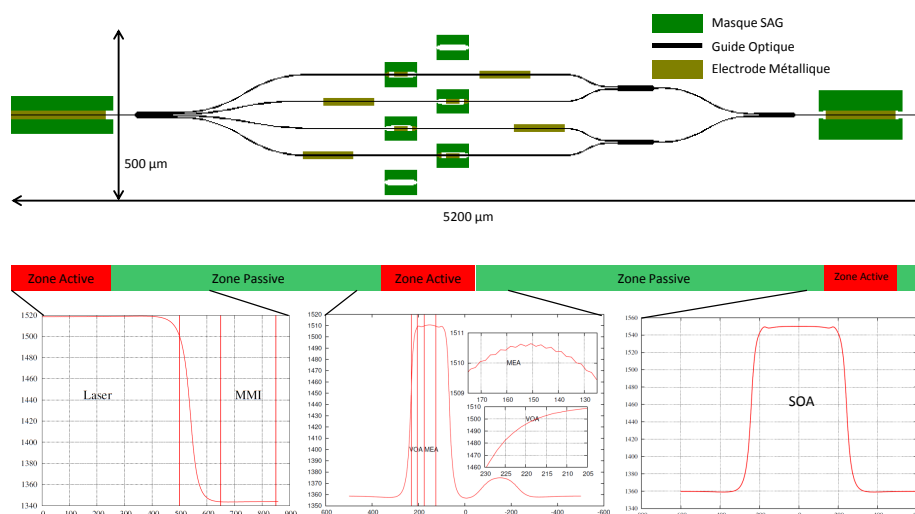 Masque SAG
Guide Optique
Electrode Métallique
500 µm
5200 µm
Zone Active
Zone Passive
Zone Active
Zone Passive
Zone Active
1520
1500
1480
1460
1440
1420
1400
1380
1360
1340
0 100 200 300 400 500 600 700 800 900
Laser
MMI
1520
1510
1500
1490
1480
1470
1460
1450
1440
1430
1420
1410
1400
1390
1380
1370
1360
1350
600 400 200 0 -200 -400 -600
VOA MEA
1511
1510
1509
170 160 150 140 130
MEA
1510
1500
1490
1480
1470
1460
230 225 220 215 210 205
VOA
1560
1540
1520
1500
1480
1460
1440
1420
1400
1380
1360
1340
SOA